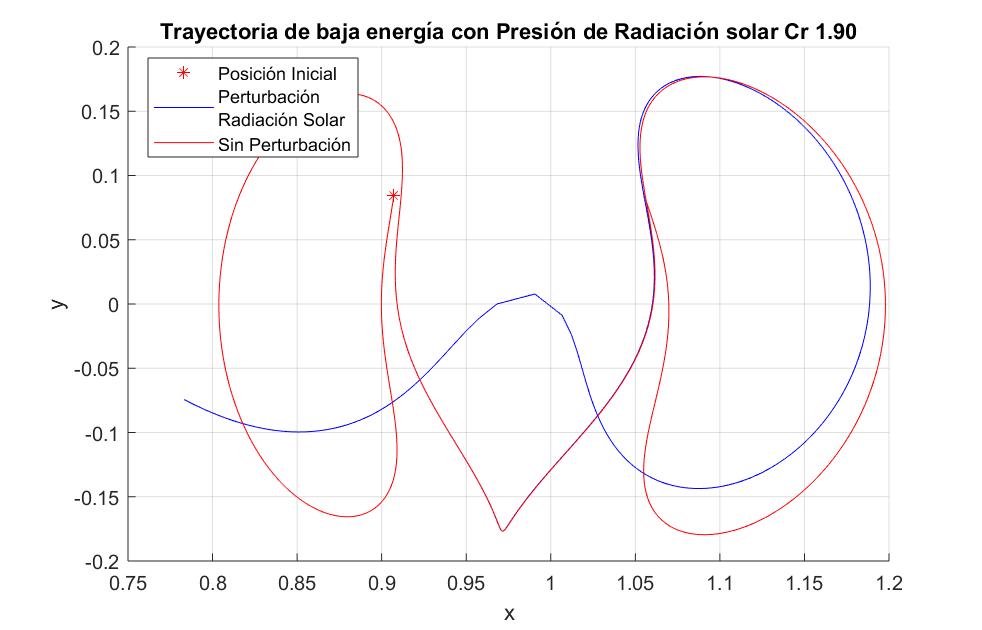 Trayectoria de baja energía con Presión de Radiación solar Cr 1.90
Posición Inicial
Perturbación
Radiación Solar
Sin Perturbación
0.2
0.15
0.1
0.05
0
-0.05
-0.1
-0.15
-0.2
y
0.75 0.8 0.85 0.9 0.95 1 1.05 1.1 1.15 1.2
x